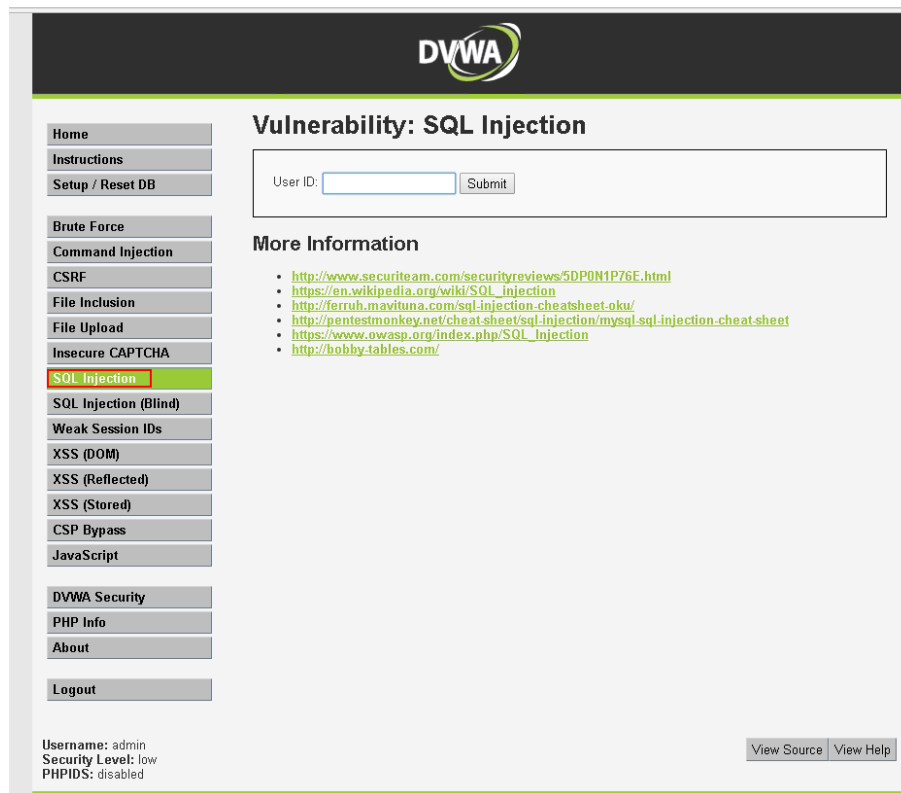 DVWA
Vulnerability: SQL Injection
Home
Instructions
Setup / Reset DB
Brute Force
Command Injection
CSRF
File Inclusion
File Upload
Insecure CAPTCHA
SQL Injection
SQL Injection (Blind)
Weak Session IDs
XSS (DOM)
XSS (Reflected)
XSS (Stored)
CSP Bypass
JavaScript
DVWA Security
PHP Info
About
Logout
User ID: Submit
More Information
http://www.securiteam.com/securityreviews/5DP0N1P76E.html
https://en.wikipedia.org/wiki/SQL_injection
http://ferruh.mavituna.com/sql-injection-cheatsheet-oku/
http://pentestmonkey.net/cheat-sheet/sql-injection/mysql-sql-injection-cheat-sheet
https://www.owasp.org/index.php/SQL_Injection
http://bobby-tables.com/
Username: admin
Security Level: low
PHPIDS: disabled
View Source View Help